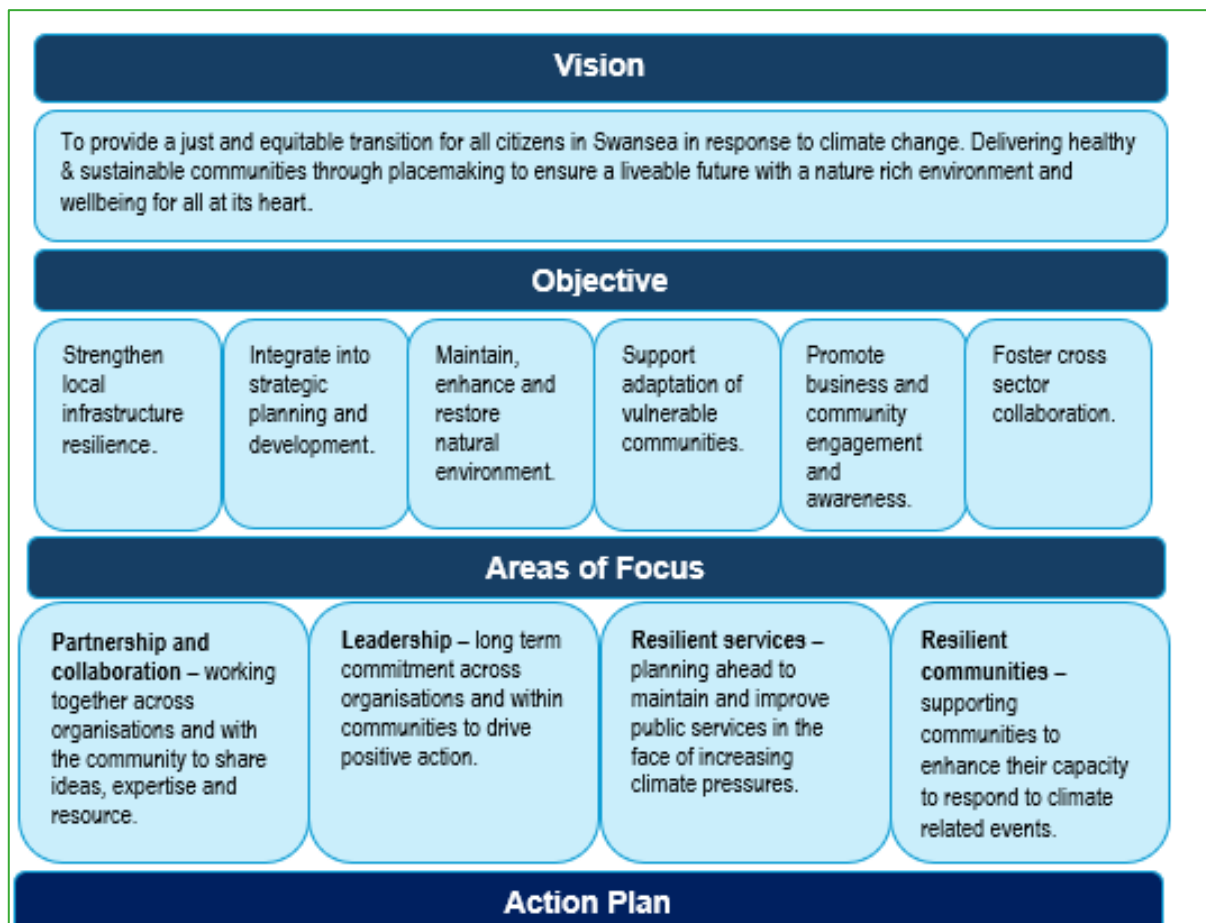 Vision
To provide a just and equitable transition for all citizens in Swansea in response to climate change. Delivering healthy
& sustainable communities through placemaking to ensure a liveable future with a nature rich environment and
wellbeing for all at its heart.
Objective
Strengthen
local
infrastructure
resilience.
Integrate into
strategic
planning and
development.
Maintain,
enhance and
restore
natural
environment.
Support
adaptation of
vulnerable
communities.
Promote
business and
community
engagement
and
awareness.
Foster cross
sector
collaboration.
Areas of Focus
Partnership and
collaboration – working
together across
organisations and with
the community to share
ideas, expertise and
resource.
Leadership – long term
commitment across
organisations and within
communities to drive
positive action.
Resilient services –
planning ahead to
maintain and improve
public services in the
face of increasing
climate pressures.
Resilient
communities –
supporting
communities to
enhance their capacity
to respond to climate
related events.
Action Plan